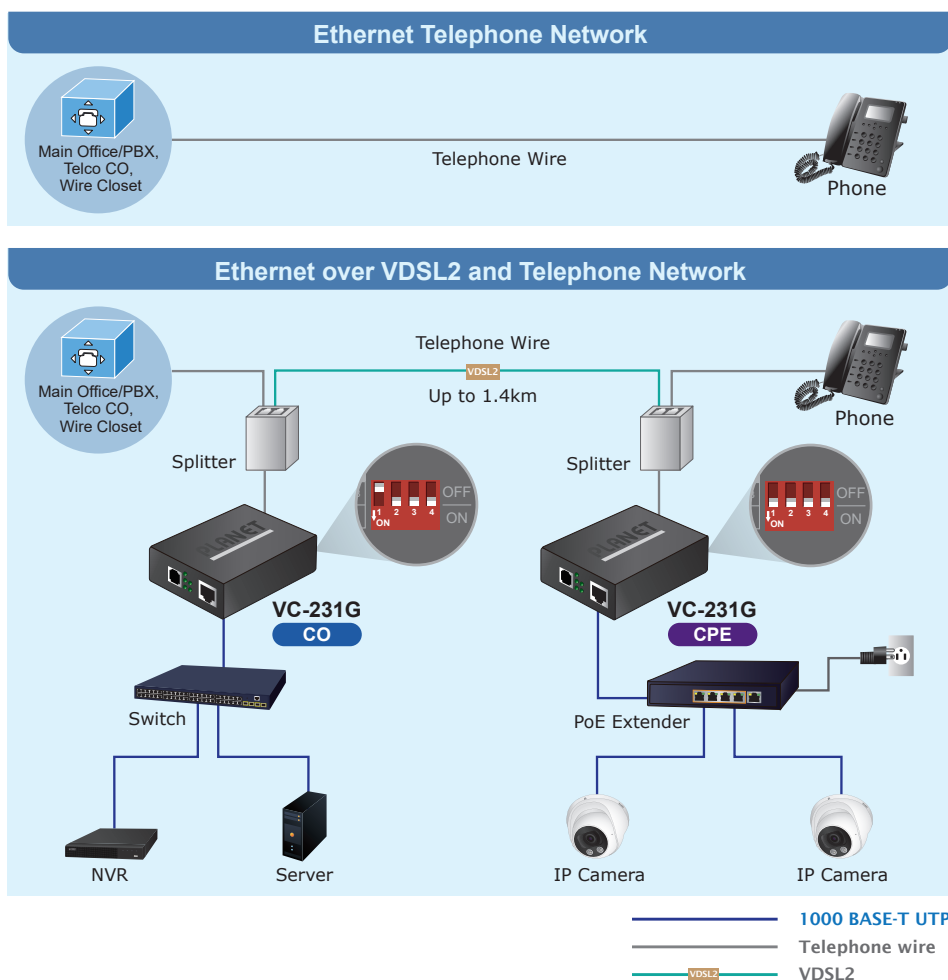 Ethernet Telephone Network
Main Office/PBX,
Telco CO,
Wire Closet
Telephone Wire
Phone
Ethernet over VDSL2 and Telephone Network
Main Office/PBX,
Telco CO,
Wire Closet
Telephone Wire
VDSL2
Up to 1.4km
Phone
Splitter
Splitter
OFF
1 2 3 4
ON
ON
OFF
1 2 3 4
ON
ON
PLANET
PLANET
VC-231G
CO
VC-231G
CPE
Switch
PoE Extender
NVR
Server
IP Camera
IP Camera
1000 BASE-T UTP
Telephone wire
VDSL2
VDSL2